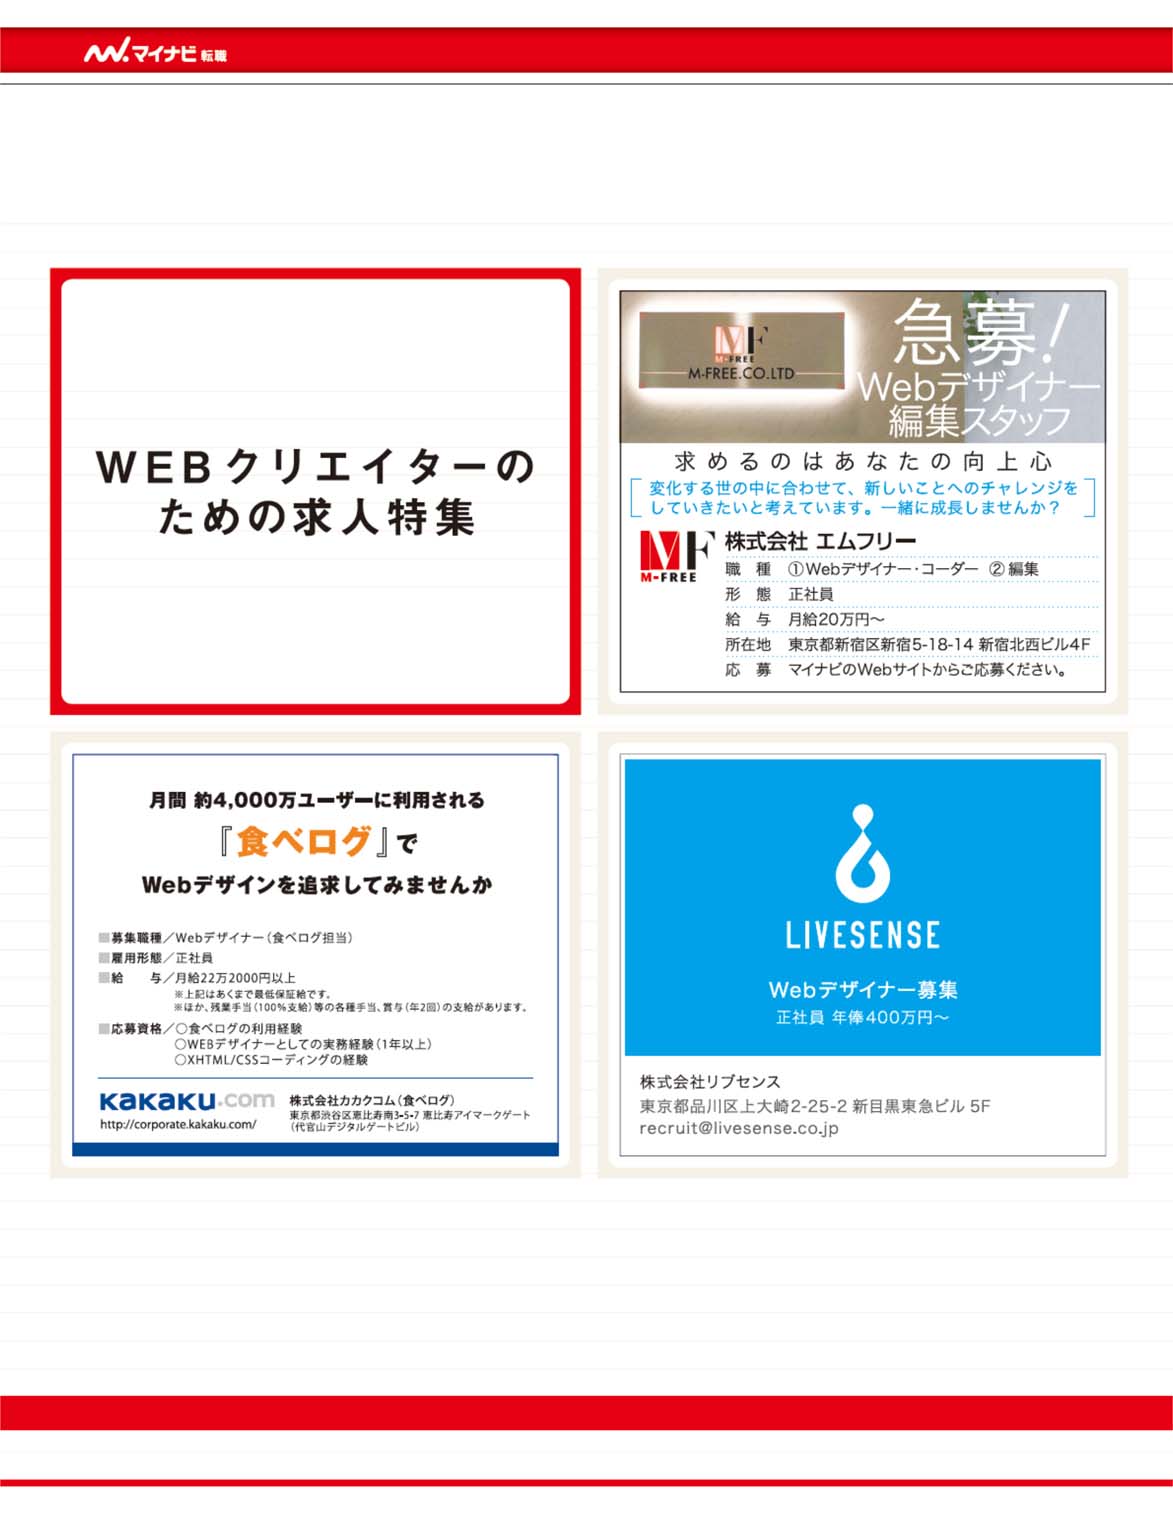 マイナビ転職
WEBクリエイターの
ための求人特集
MF
M-FREE
M-FREE.CO.LTD
急募!
Webデザイナー
編集スタッフ
求めるのはあなたの向上心
変化する世の中に合わせて、新しいことへのチャレンジを
していきたいと考えています。一緒に成長しませんか？
MF
M-FREE
株式会社 エムフリー
職　種　①Webデザイナー・コーダー ②編集
形　態　正社員
給　与　月給20万円〜
所在地　東京都新宿区新宿5-18-14 新宿北西ビル4F
応　募　マイナビのWebサイトからご応募ください。
月間 約4,000万ユーザーに利用される
『食べログ』で
Webデザインを追求してみませんか
■募集職種／Webデザイナー（食べログ担当）
■雇用形態／正社員
■給　　与／月給22万2000円以上
※上記はあくまで最低保証給です。
※ほか、残業手当（100%支給）等の各種手当、賞与（年2回）の支給があります。
■応募資格／○食べログの利用経験
○WEBデザイナーとしての実務経験（1年以上）
○XHTML/CSSコーディングの経験
kakaku.com
http://corporate.kakaku.com/
株式会社カカクコム（食べログ）
東京都渋谷区恵比寿南3-5-7 恵比寿アイマークゲート
（代官山デジタルゲートビル）
LIVESENSE
Webデザイナー募集
正社員 年俸400万円〜
株式会社リブセンス
東京都品川区上大崎2-25-2 新目黒東急ビル 5F
recruit@livesense.co.jp